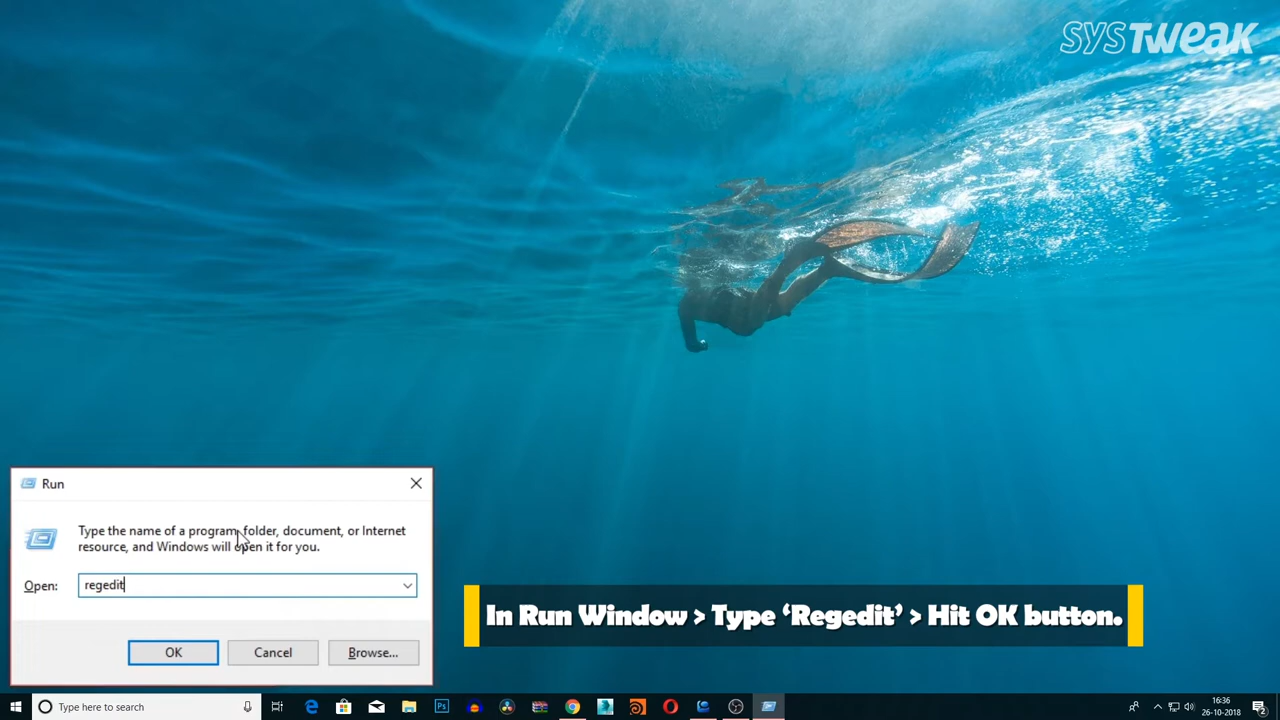 SYSTWEAK
Run
Type the name of a program, folder, document, or Internet
resource, and Windows will open it for you.
Open:
regedit
OK
Cancel
Browse...
In Run Window > Type ‘Regedit’ > Hit OK button.
Type here to search
Ps
16:36
26-10-2018
2